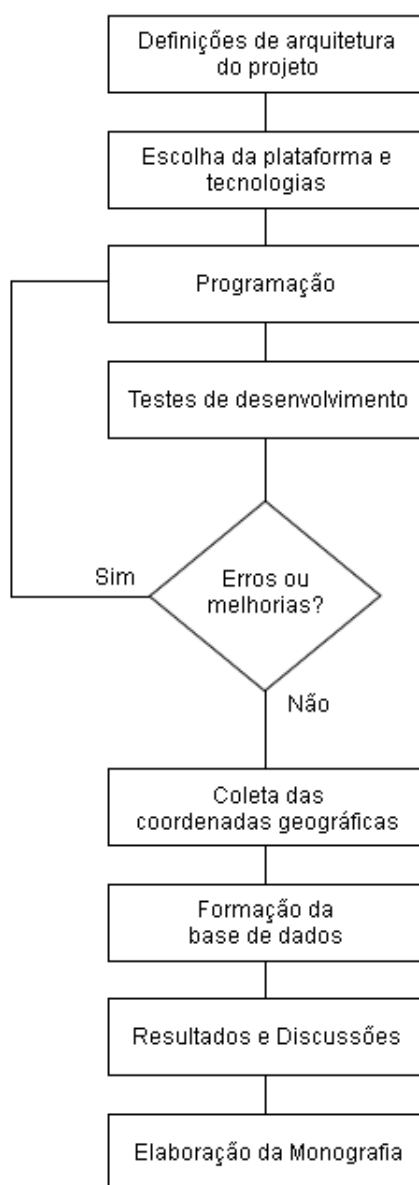 Definições de arquitetura
do projeto
Escolha da plataforma e
tecnologias
Programação
Testes de desenvolvimento
Sim
Erros ou
melhorias?
Não
Coleta das
coordenadas geográficas
Formação da
base de dados
Resultados e Discussões
Elaboração da Monografia